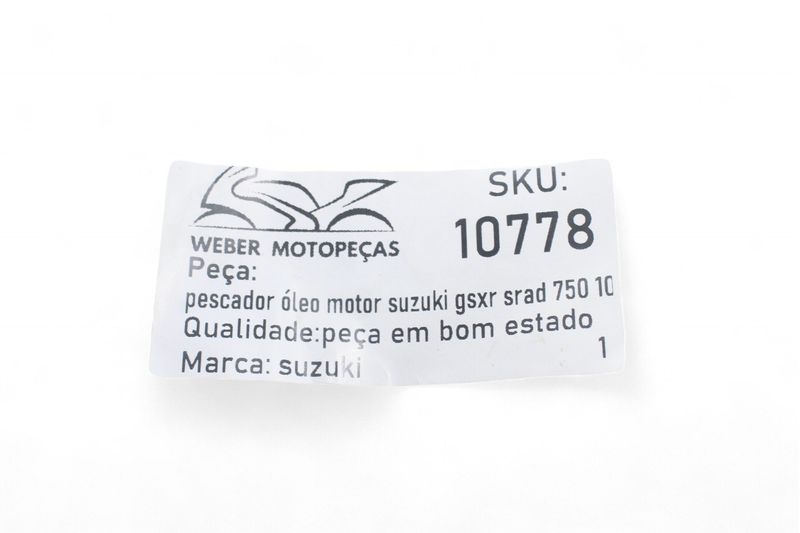 WEBER MOTOPEÇAS
SKU:
10778
Peça:
pescador óleo motor suzuki gsxr srad 750 10
Qualidade:peça em bom estado
Marca: suzuki
1